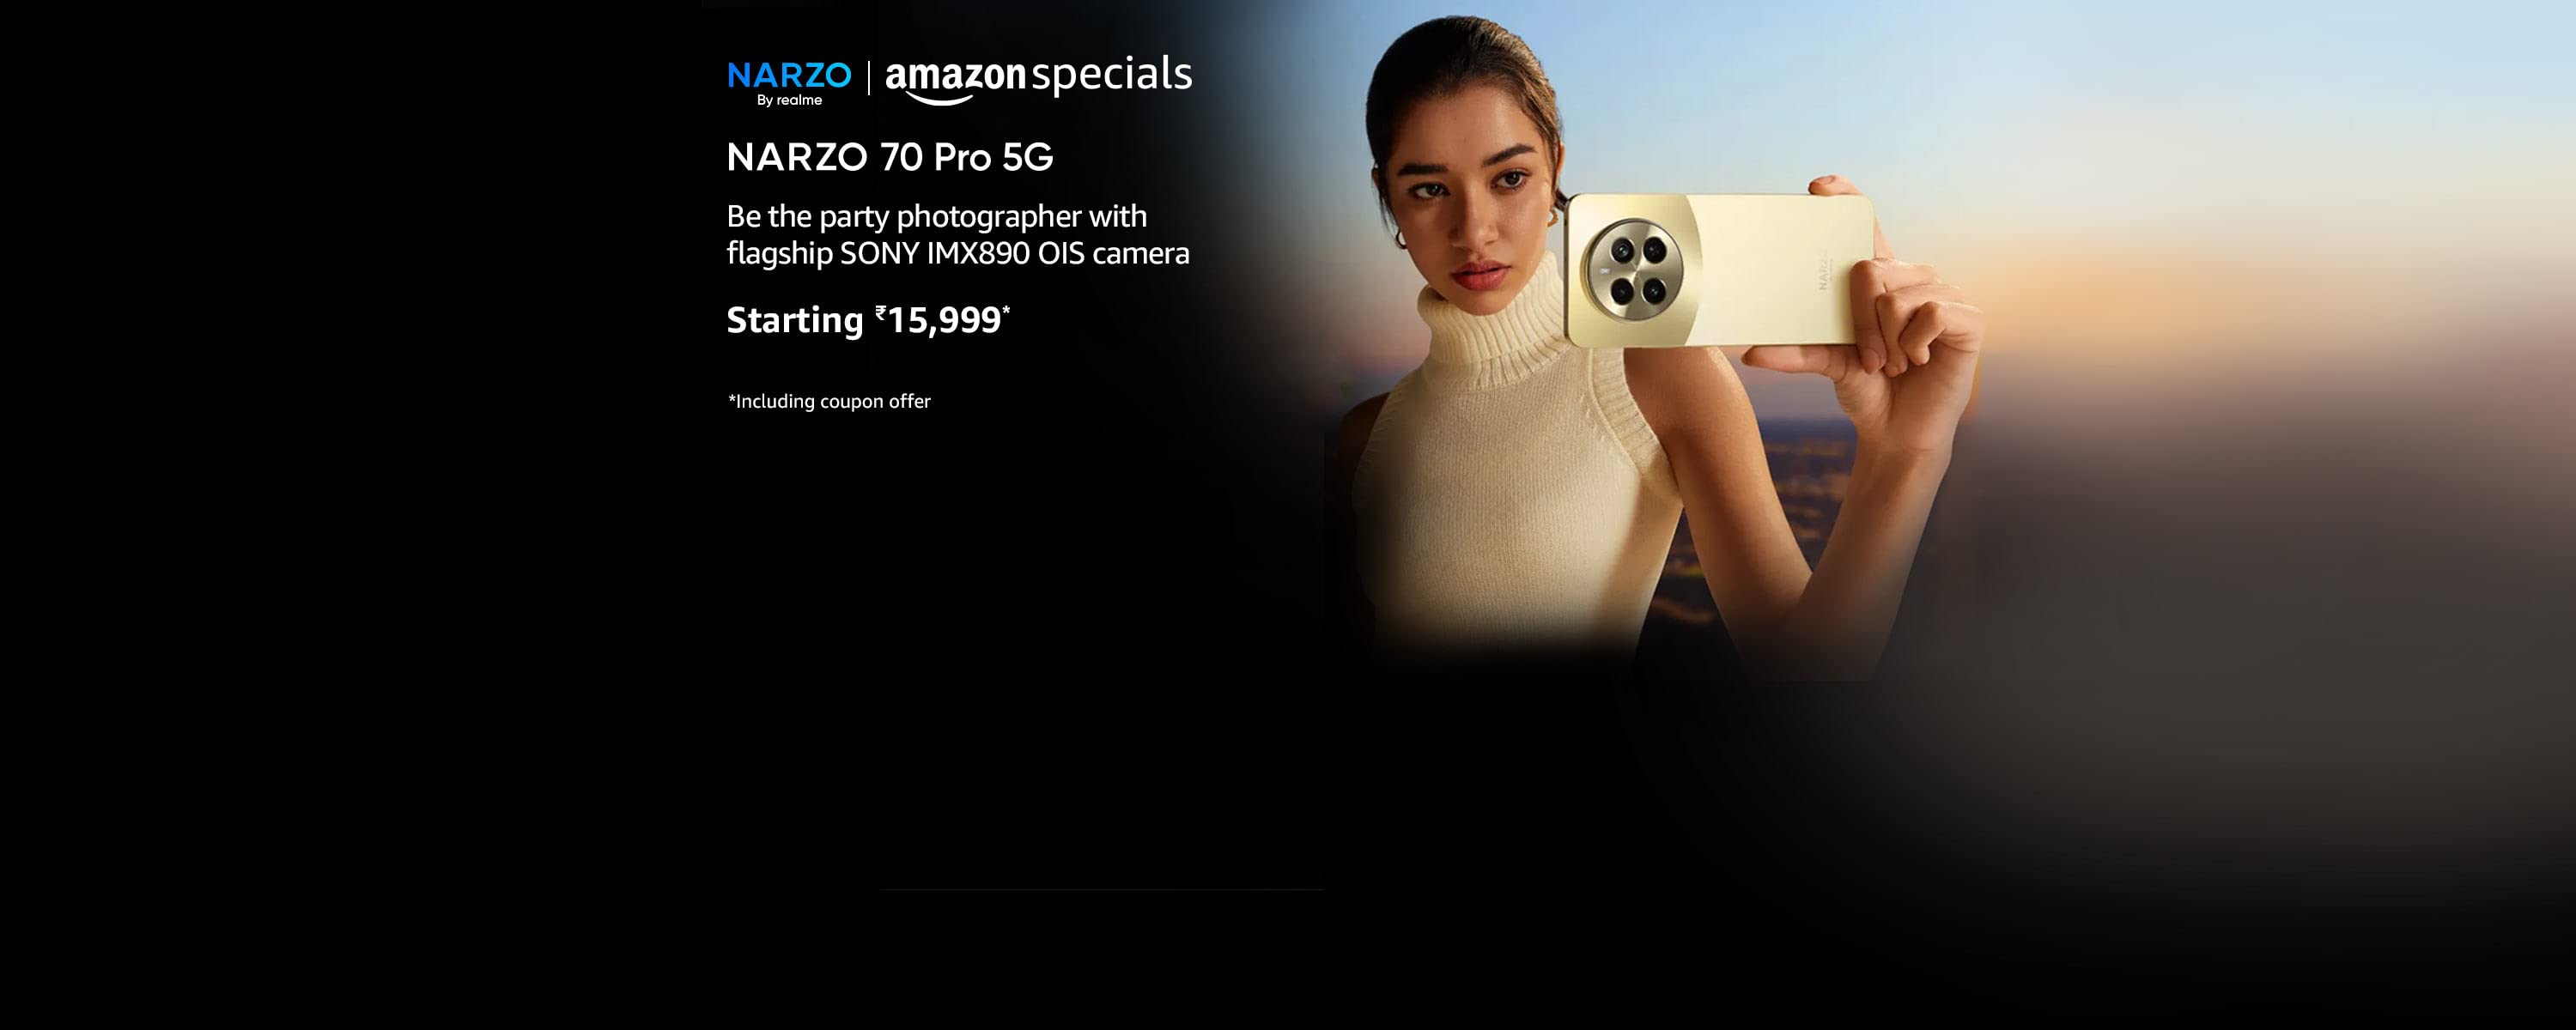 NARZO
By realme
amazon specials
NARZO 70 Pro 5G
Be the party photographer with
flagship SONY IMX890 OIS camera
Starting ₹15,999*
*Including coupon offer